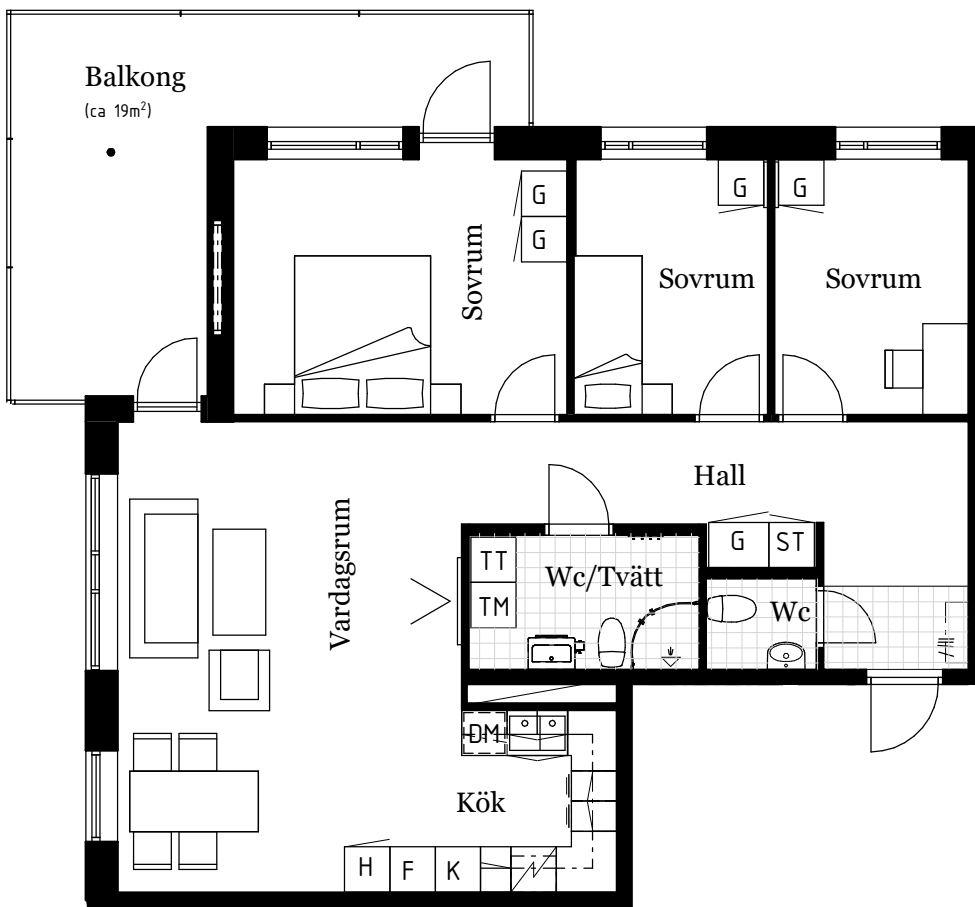 Balkong
(ca 19m²)
G
G
G
G
Sovrum
Sovrum
Sovrum
Hall
Vardagsrum
G
ST
TT
TM
Wc/Tvätt
Wc
DM
Kök
H
F
K